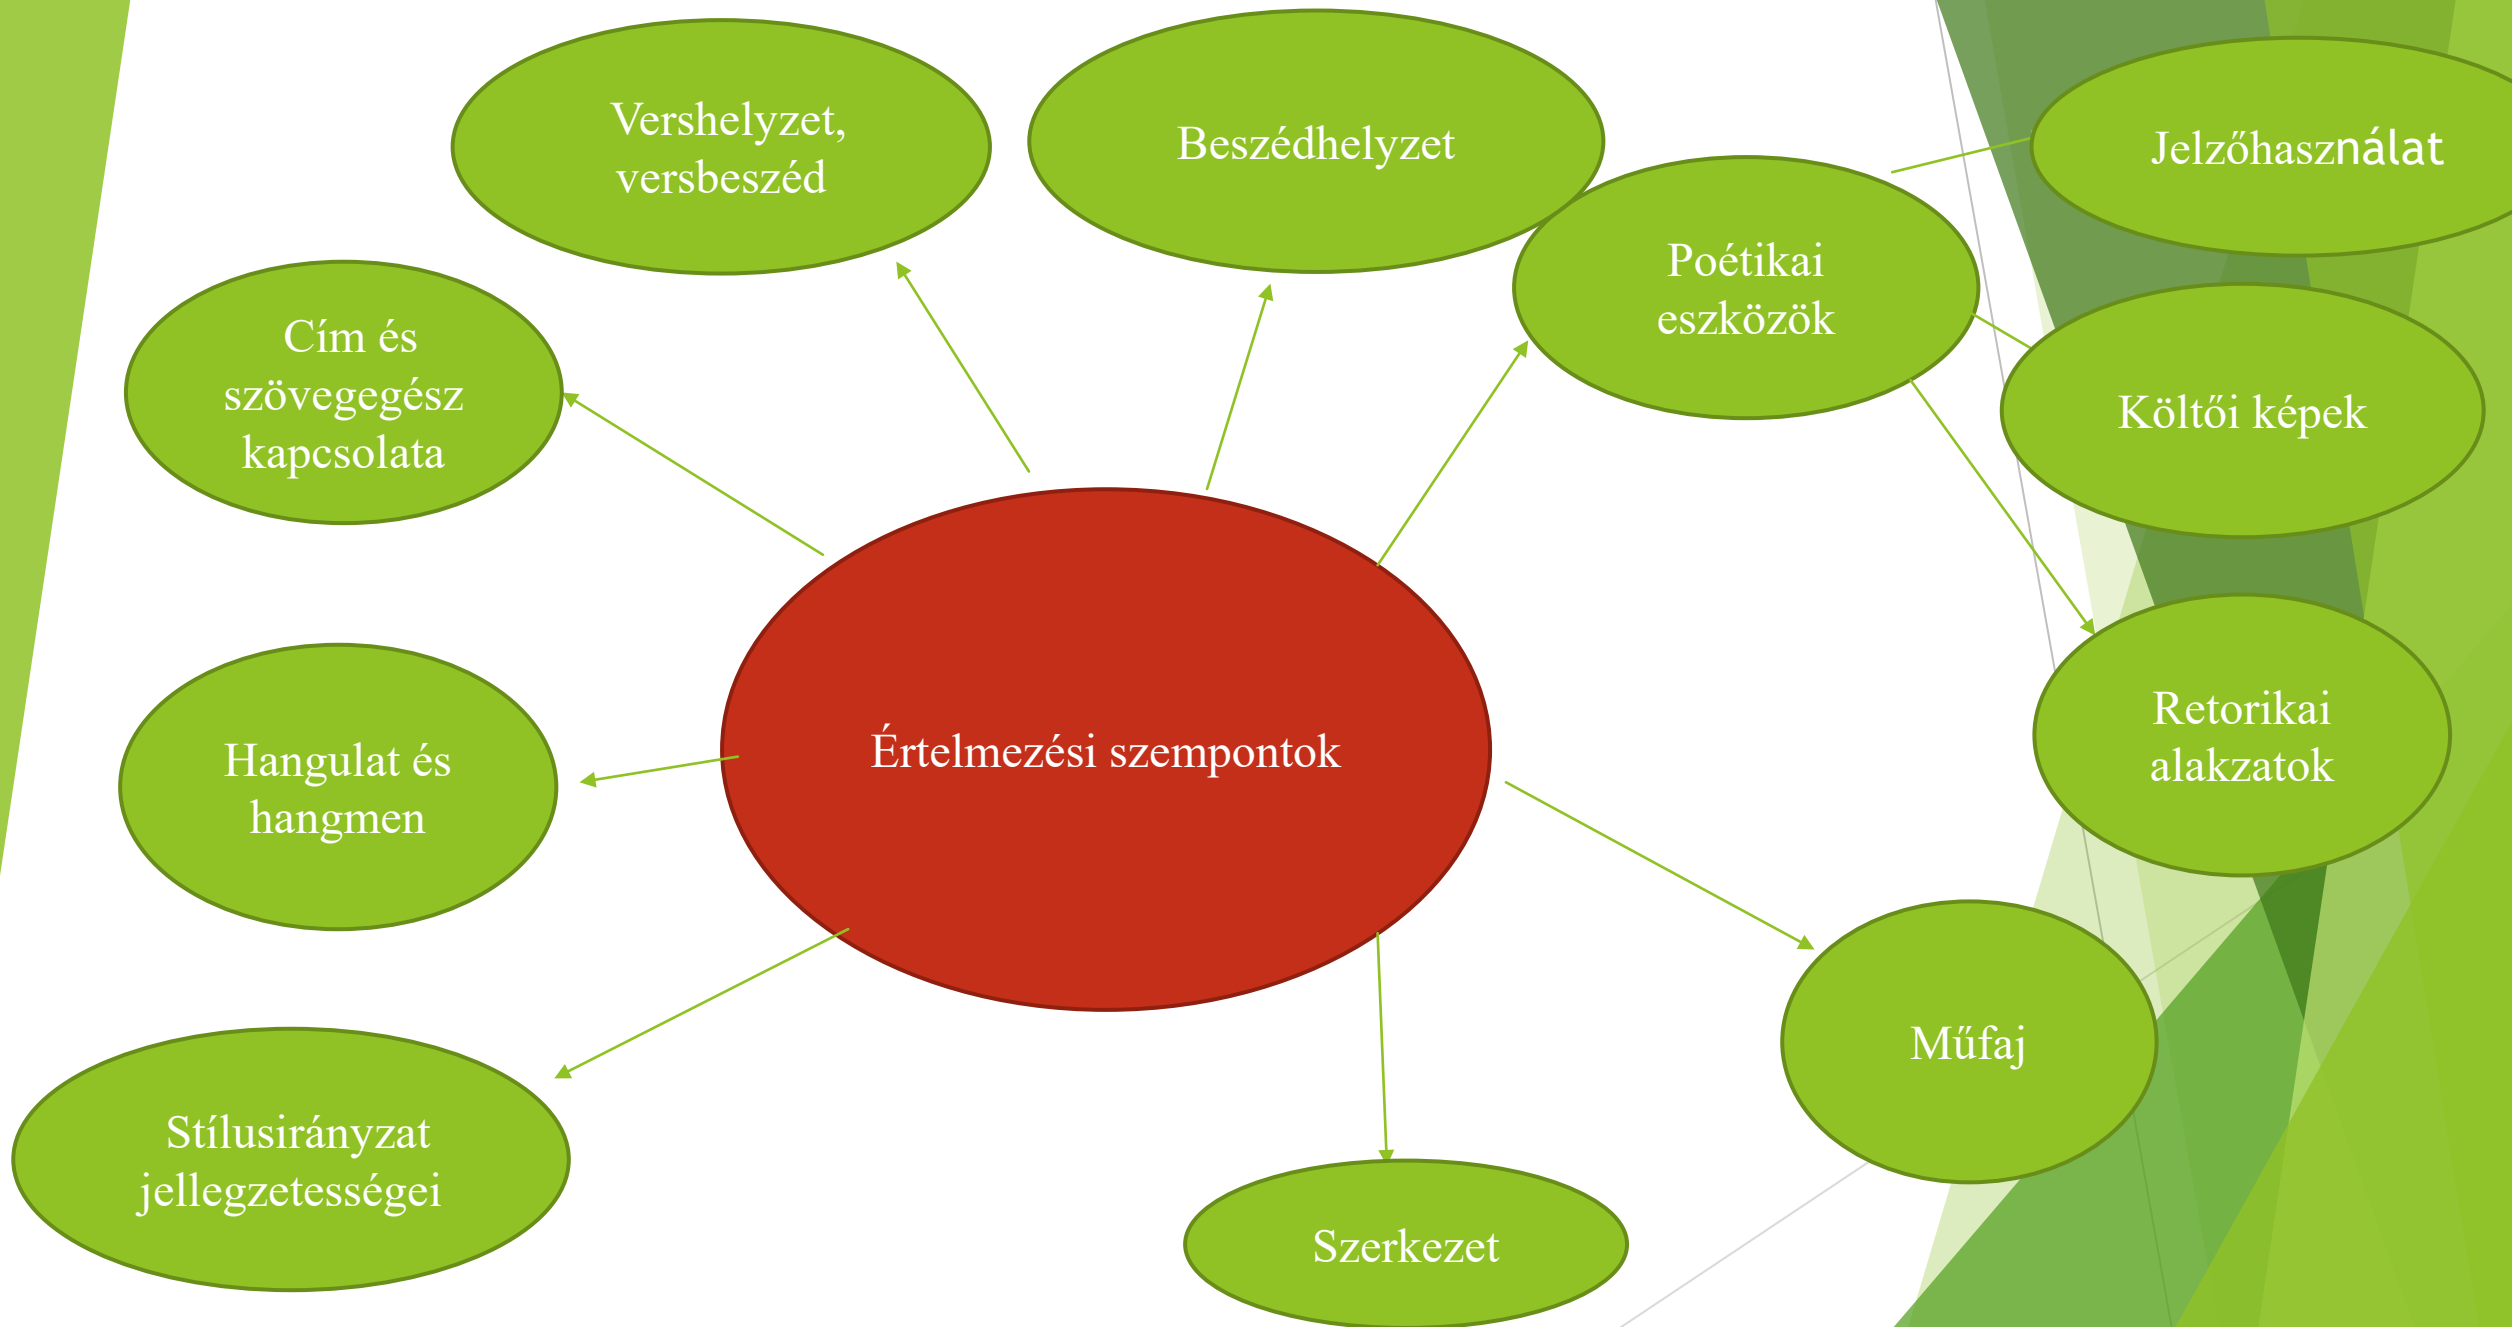 Vershelyzet,
versbeszéd
Beszédhelyzet
Jelzőhasználat
Poétikai
eszközök
Cím és
szövegegész
kapcsolata
Költői képek
Értelmezési szempontok
Hangulat és
hangmen
Retorikai
alakzatok
Műfaj
Stílusirányzat
jellegzetességei
Szerkezet